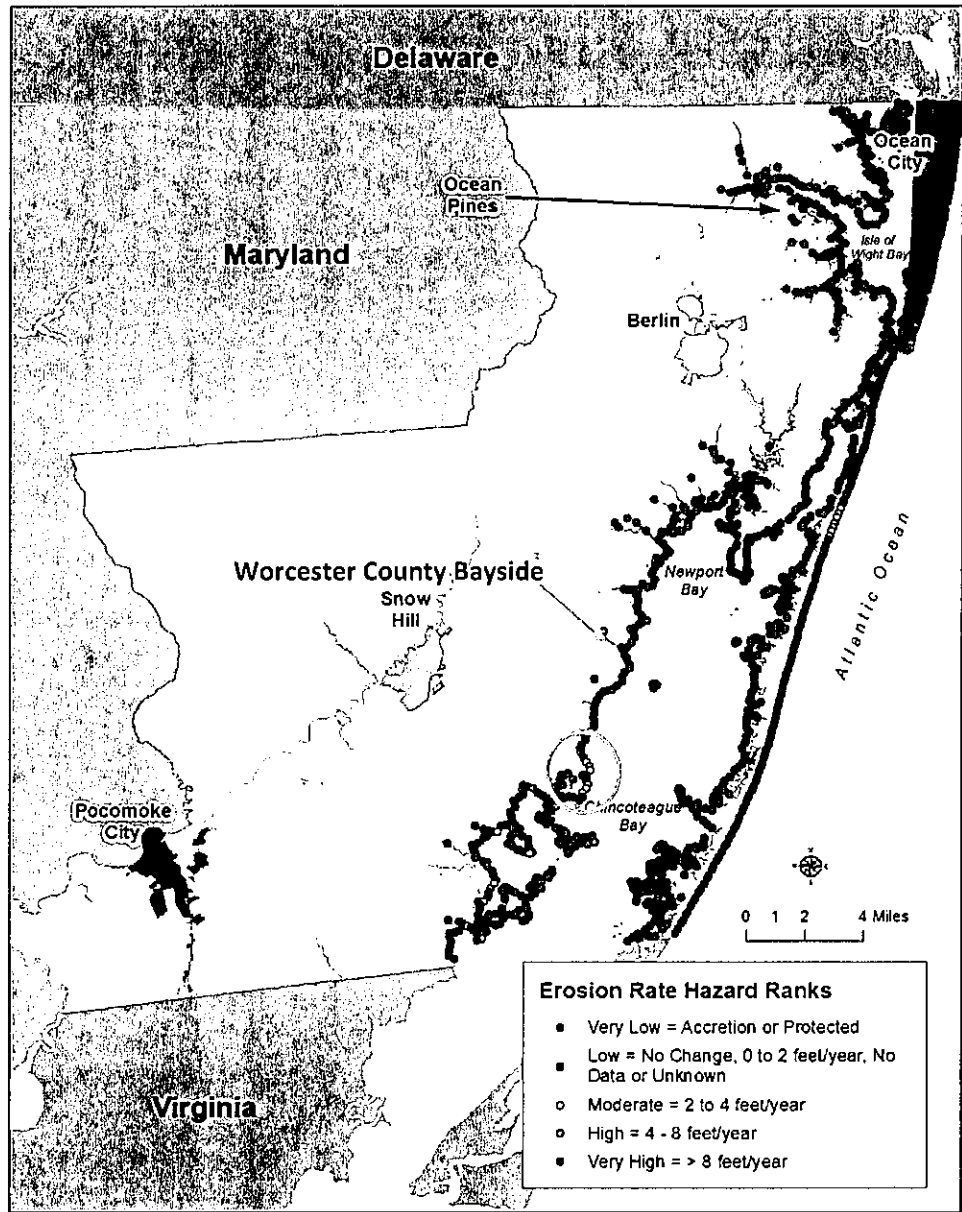 Delaware
Ocean
City
Ocean
Pines
Isle of
Wight Bay
Maryland
Berlin
Atlantic Ocean
Worcester County Bayside
Newport
Bay
Snow
Hill
Chincoteague
Bay
Pocomoke
City
0 1 2 4 Miles
Erosion Rate Hazard Ranks
Very Low = Accretion or Protected
Low = No Change, 0 to 2 feet/year, No
Data or Unknown
Moderate = 2 to 4 feet/year
High = 4 - 8 feet/year
Very High = > 8 feet/year
Virginia